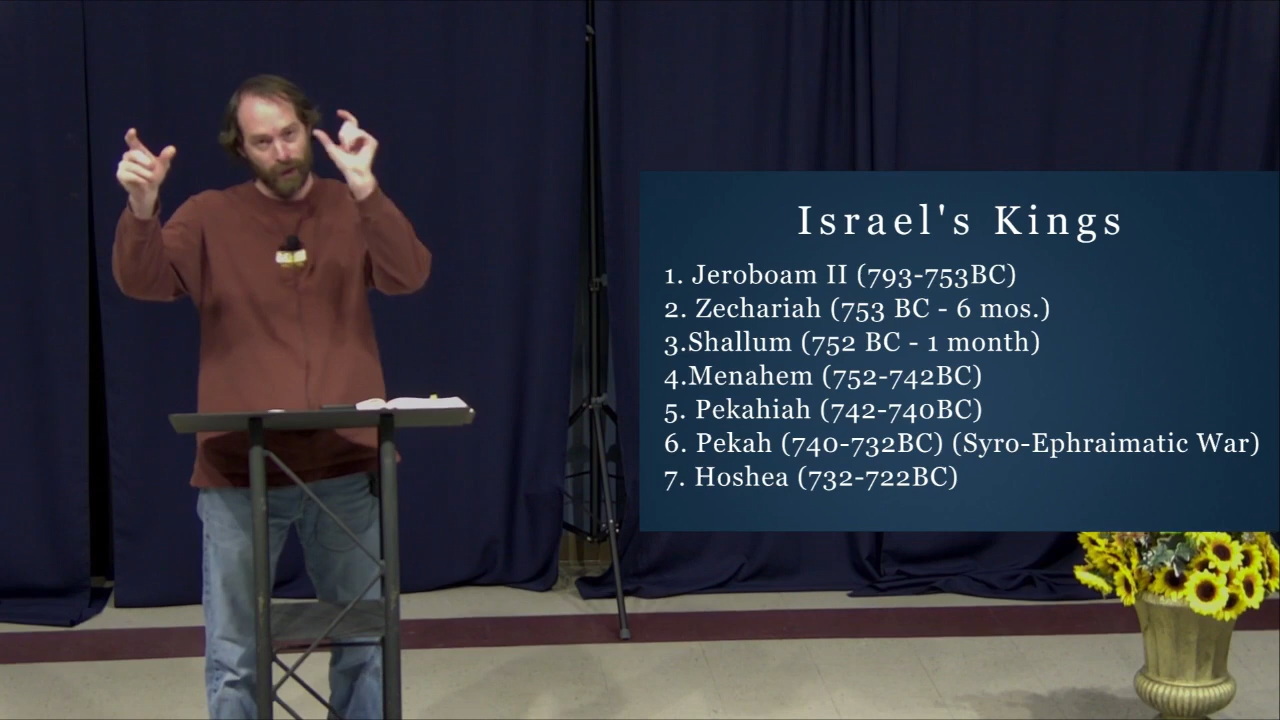 Israel's Kings
1. Jeroboam II (793-753BC)
2. Zechariah (753 BC - 6 mos.)
3.Shallum (752 BC - 1 month)
4.Menahem (752-742BC)
5. Pekahiah (742-740BC)
6. Pekah (740-732BC) (Syro-Ephraimatic War)
7. Hoshea (732-722BC)